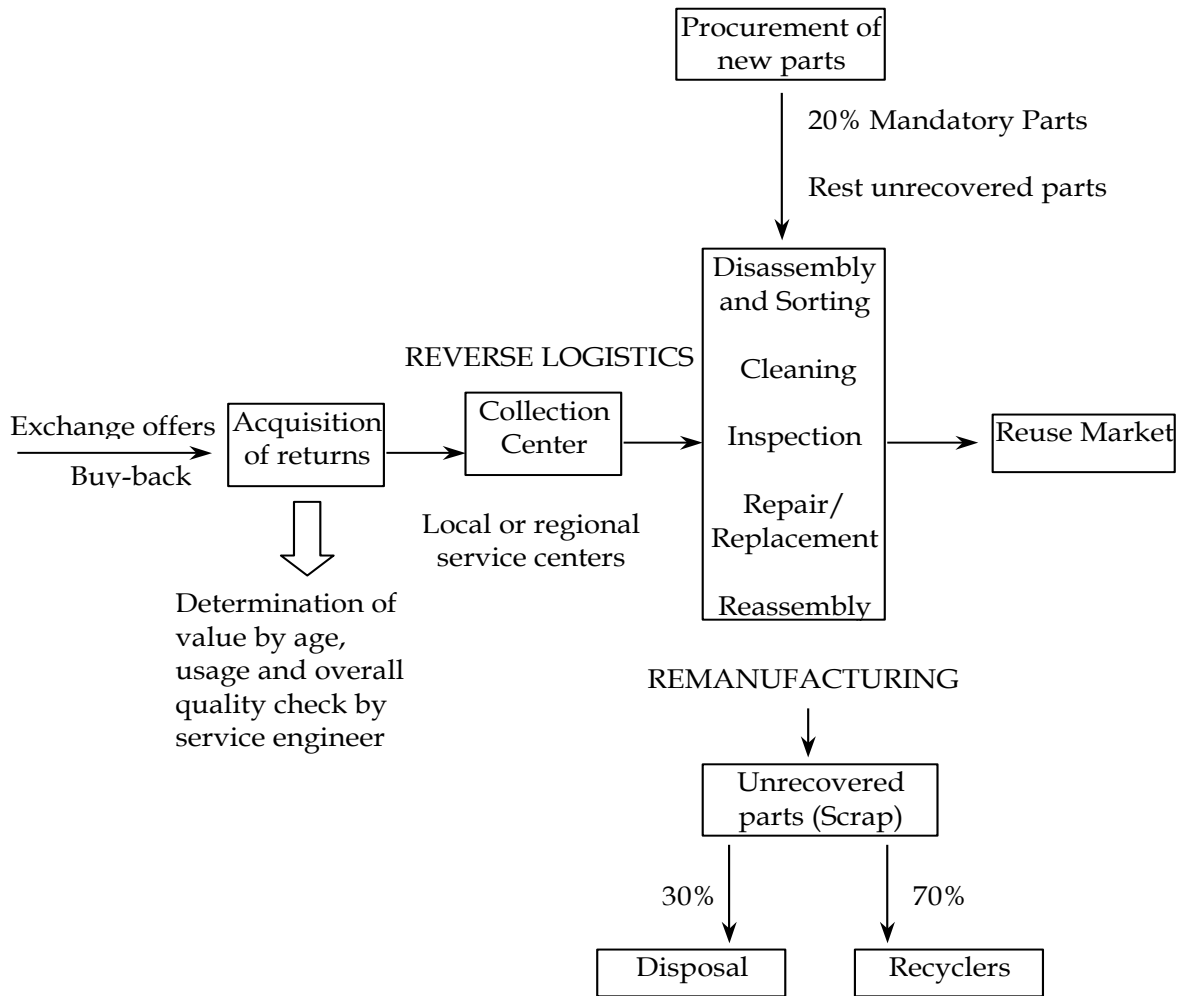 Procurement of
new parts
20% Mandatory Parts
Rest unrecovered parts
Disassembly
and Sorting
Cleaning
Inspection
Repair/
Replacement
Reassembly
REVERSE LOGISTICS
Exchange offers
Buy-back
Acquisition
of returns
Collection
Center
Reuse Market
Local or regional
service centers
Determination of
value by age,
usage and overall
quality check by
service engineer
REMANUFACTURING
Unrecovered
parts (Scrap)
30%
70%
Disposal
Recyclers